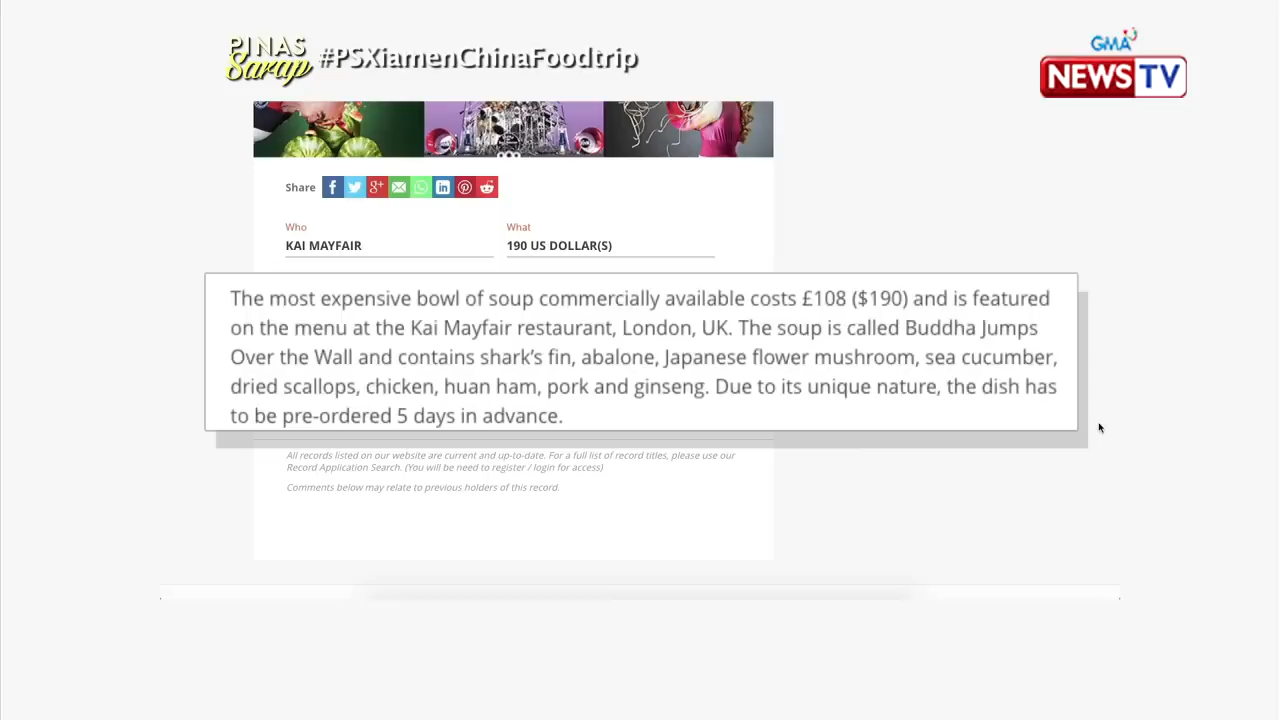 PINAS
Sarap
#PSXiamenChinaFoodtrip
GMA
NEWS TV
Share
Who
What
KAI MAYFAIR
190 US DOLLAR(S)
The most expensive bowl of soup commercially available costs £108 ($190) and is featured
on the menu at the Kai Mayfair restaurant, London, UK. The soup is called Buddha Jumps
Over the Wall and contains shark’s fin, abalone, Japanese flower mushroom, sea cucumber,
dried scallops, chicken, huan ham, pork and ginseng. Due to its unique nature, the dish has
to be pre-ordered 5 days in advance.
All records listed on our website are current and up-to-date. For a full list of record titles, please use our
Record Application Search. (You will be need to register / login for access)
Comments below may relate to previous holders of this record.